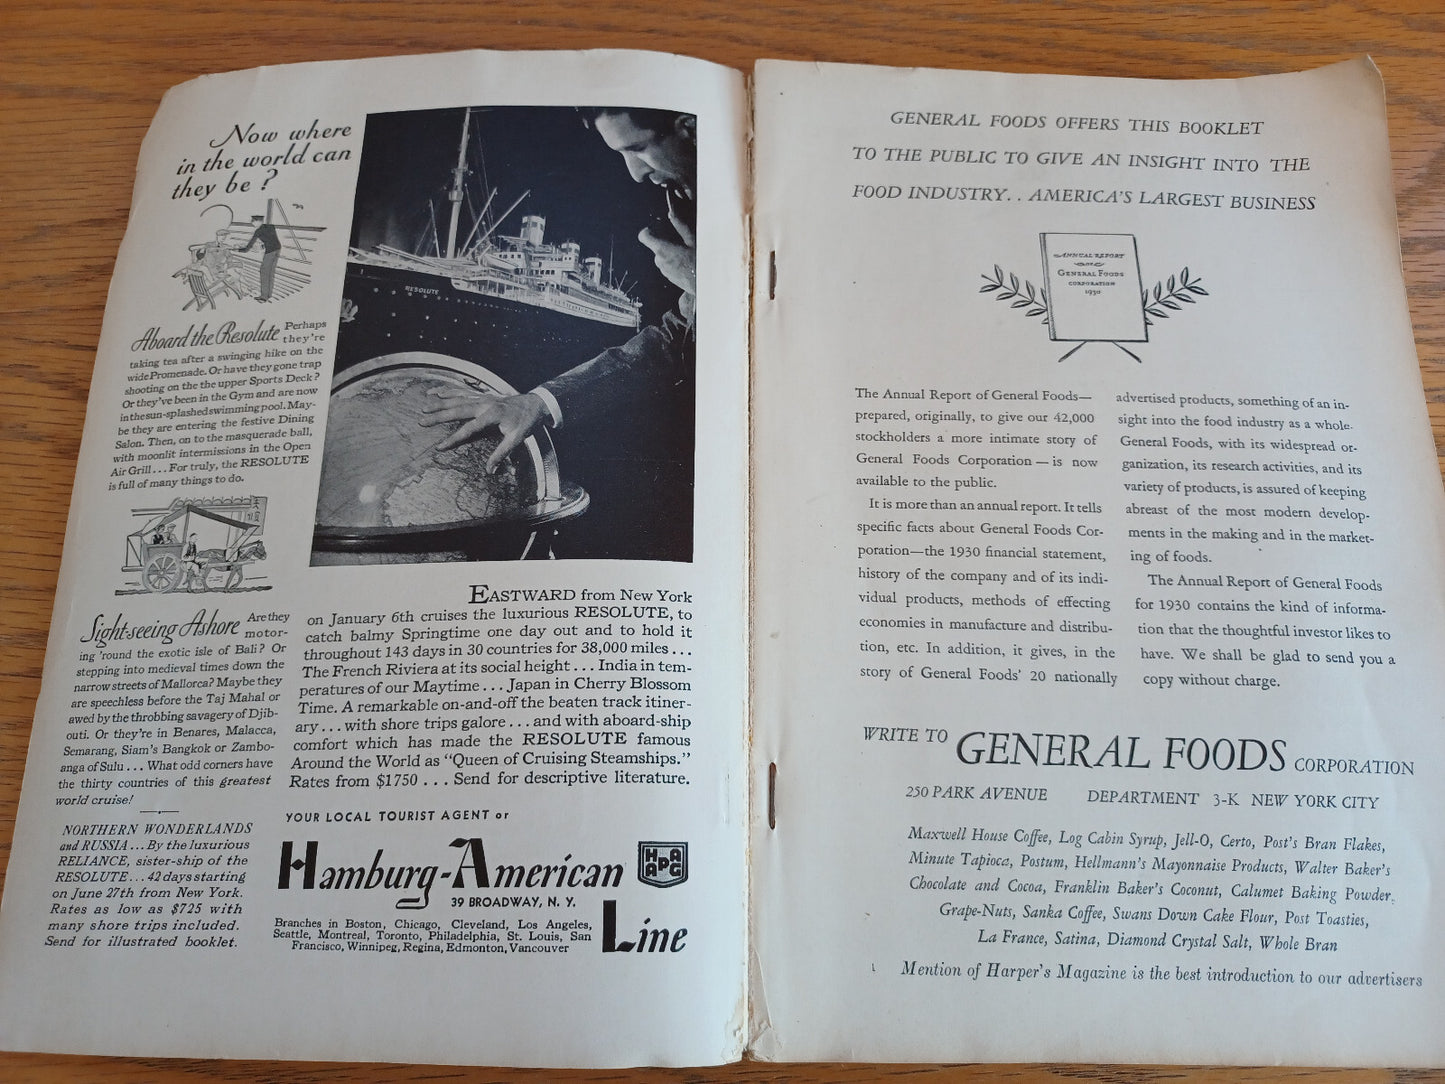 Now where
in the world can
they be?
RESOLUTE
Aboard the Resolute Perhaps
they're
taking tea after a swinging hike on the
wide Promenade. Or have they gone trap
shooting on the the upper Sports Deck?
Or they've been in the Gym and are now
in the sun-splashed swimming pool. May-
be they are entering the festive Dining
Salon. Then, on to the masquerade ball,
with moonlit intermissions in the Open
Air Grill... For truly, the RESOLUTE
is full of many things to do.
Sight-seeing Ashore Are they
motor-
ing 'round the exotic isle of Bali? Or
stepping into medieval times down the
narrow streets of Mallorca? Maybe they
are speechless before the Taj Mahal or
awed by the throbbing savagery of Djib-
outi. Or they're in Benares, Malacca,
Semarang, Siam's Bangkok or Zambo-
anga of Sulu... What odd corners have
the thirty countries of this greatest
world cruise!
NORTHERN WONDERLANDS
and RUSSIA... By the luxurious
RELIANCE, sister-ship of the
RESOLUTE... 42 days starting
on June 27th from New York.
Rates as low as $725 with
many shore trips included.
Send for illustrated booklet.
EASTWARD from New York
on January 6th cruises the luxurious RESOLUTE, to
catch balmy Springtime one day out and to hold it
throughout 143 days in 30 countries for 38,000 miles...
The French Riviera at its social height... India in tem-
peratures of our Maytime... Japan in Cherry Blossom
Time. A remarkable on-and-off the beaten track itiner-
ary... with shore trips galore... and with aboard-ship
comfort which has made the RESOLUTE famous
Around the World as "Queen of Cruising Steamships."
Rates from $1750... Send for descriptive literature.
YOUR LOCAL TOURIST AGENT or
Hamburg-American
HAPAG
39 BROADWAY, N. Y.
Line
Branches in Boston, Chicago, Cleveland, Los Angeles,
Seattle, Montreal, Toronto, Philadelphia, St. Louis, San
Francisco, Winnipeg, Regina, Edmonton, Vancouver
GENERAL FOODS OFFERS THIS BOOKLET
TO THE PUBLIC TO GIVE AN INSIGHT INTO THE
FOOD INDUSTRY.. AMERICA'S LARGEST BUSINESS
ANNUAL REPORT
GENERAL FOODS
CORPORATION
1930
The Annual Report of General Foods—
prepared, originally, to give our 42,000
stockholders a more intimate story of
General Foods Corporation—is now
available to the public.
It is more than an annual report. It tells
specific facts about General Foods Cor-
poration—the 1930 financial statement,
history of the company and of its indi-
vidual products, methods of effecting
economies in manufacture and distribu-
tion, etc. In addition, it gives, in the
story of General Foods' 20 nationally
advertised products, something of an in-
sight into the food industry as a whole.
General Foods, with its widespread or-
ganization, its research activities, and its
variety of products, is assured of keeping
abreast of the most modern develop-
ments in the making and in the market-
ing of foods.
The Annual Report of General Foods
for 1930 contains the kind of informa-
tion that the thoughtful investor likes to
have. We shall be glad to send you a
copy without charge.
WRITE TO GENERAL FOODS CORPORATION
250 PARK AVENUE DEPARTMENT 3-K NEW YORK CITY
Maxwell House Coffee, Log Cabin Syrup, Jell-O, Certo, Post's Bran Flakes,
Minute Tapioca, Postum, Hellmann's Mayonnaise Products, Walter Baker's
Chocolate and Cocoa, Franklin Baker's Coconut, Calumet Baking Powder,
Grape-Nuts, Sanka Coffee, Swans Down Cake Flour, Post Toasties,
La France, Satina, Diamond Crystal Salt, Whole Bran
Mention of Harper's Magazine is the best introduction to our advertisers